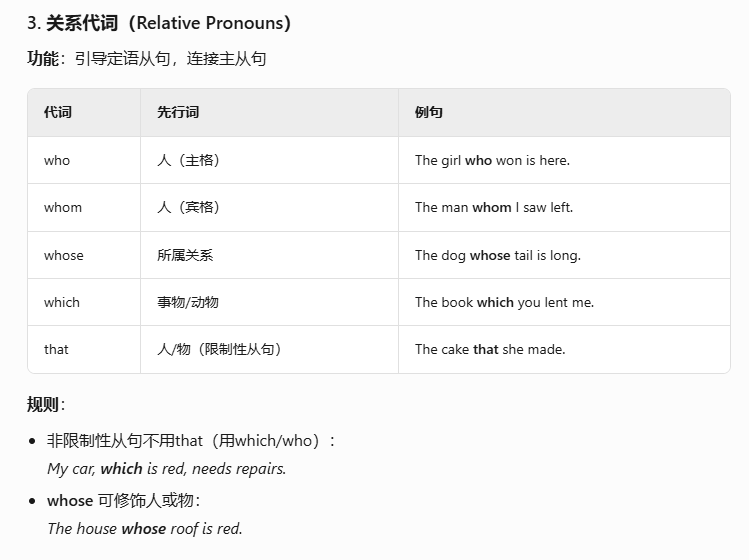 3. 关系代词（Relative Pronouns）
功能：引导定语从句，连接主从句
代词 先行词 例句
who 人（主格） The girl who won is here.
whom 人（宾格） The man whom I saw left.
whose 所属关系 The dog whose tail is long.
which 事物/动物 The book which you lent me.
that 人/物（限制性从句） The cake that she made.
规则：
• 非限制性从句不用that（用which/who）：
My car, which is red, needs repairs.
• whose 可修饰人或物：
The house whose roof is red.